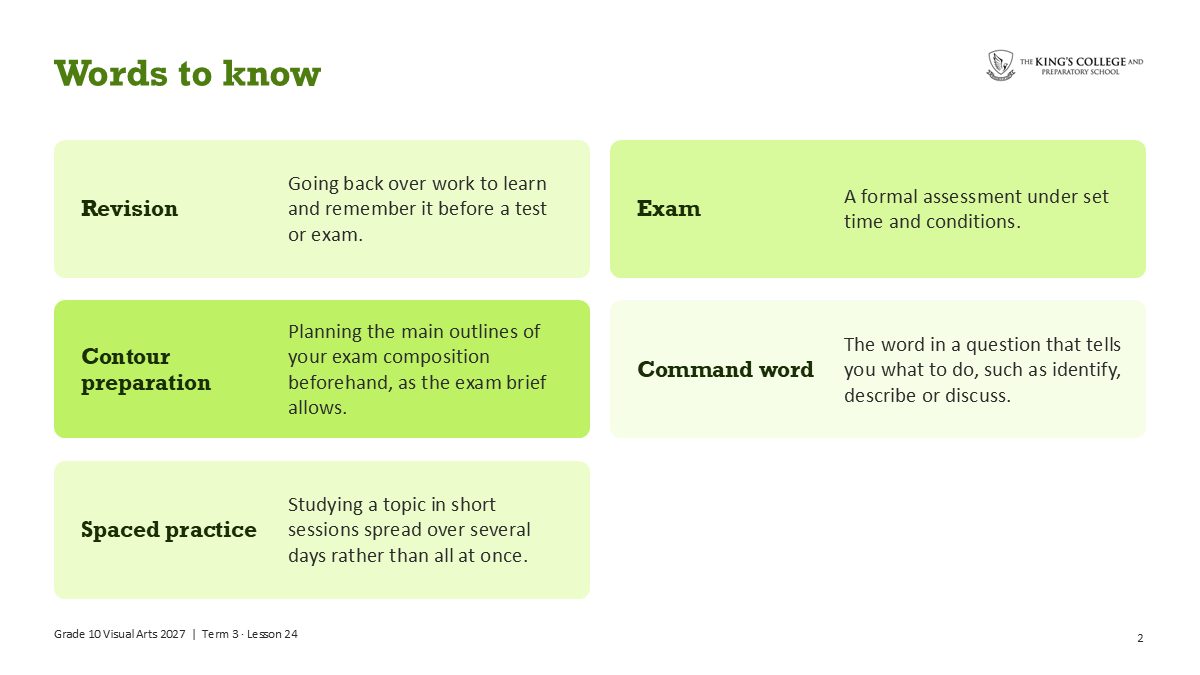 Words to know
THE KING'S COLLEGE AND
PREPARATORY SCHOOL
Revision
Going back over work to learn
and remember it before a test
or exam.
Exam
A formal assessment under set
time and conditions.
Contour
preparation
Planning the main outlines of
your exam composition
beforehand, as the exam brief
allows.
Command word
The word in a question that tells
you what to do, such as identify,
describe or discuss.
Spaced practice
Studying a topic in short
sessions spread over several
days rather than all at once.
Grade 10 Visual Arts 2027 | Term 3 · Lesson 24
2